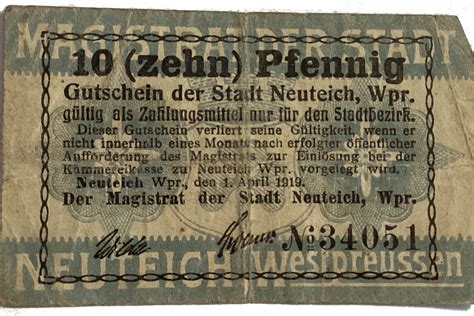 MAGISTRAT DER STADT
10 (zehn) Pfennig
Gutschein der Stadt Neuteich, Wpr.
gültig als Zahlungsmittel nur für den Stadtbezirk.
Dieser Gutschein verliert seine Gültigkeit, wenn er
nicht innerhalb eines Monats nach erfolgter öffentlicher
Aufforderung des Magistrats zur Einlösung bei der
Kämmereikasse zu Neuteich Wpr. vorgelegt wird.
Neuteich Wpr., den 1. April 1919.
Der Magistrat der Stadt Neuteich, Wpr.
№ 34051
NEUTEICH Westpreussen